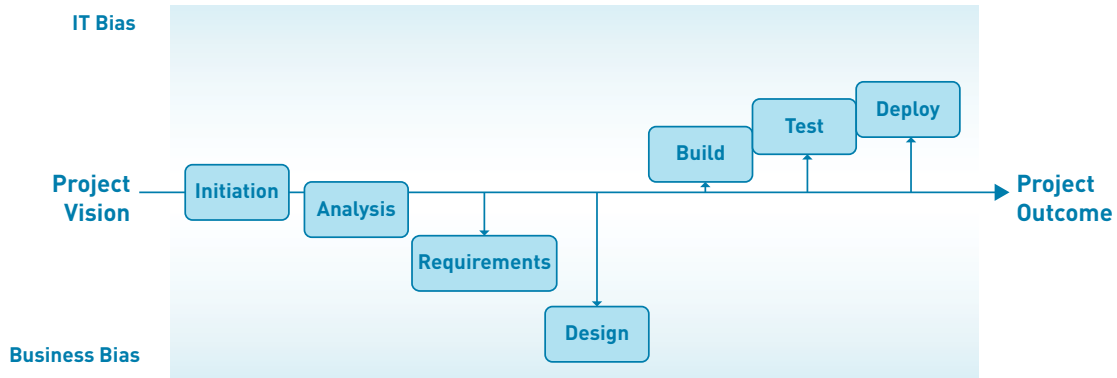 IT Bias
Deploy
Test
Build
Project
Vision
Initiation
Analysis
Project
Outcome
Requirements
Design
Business Bias